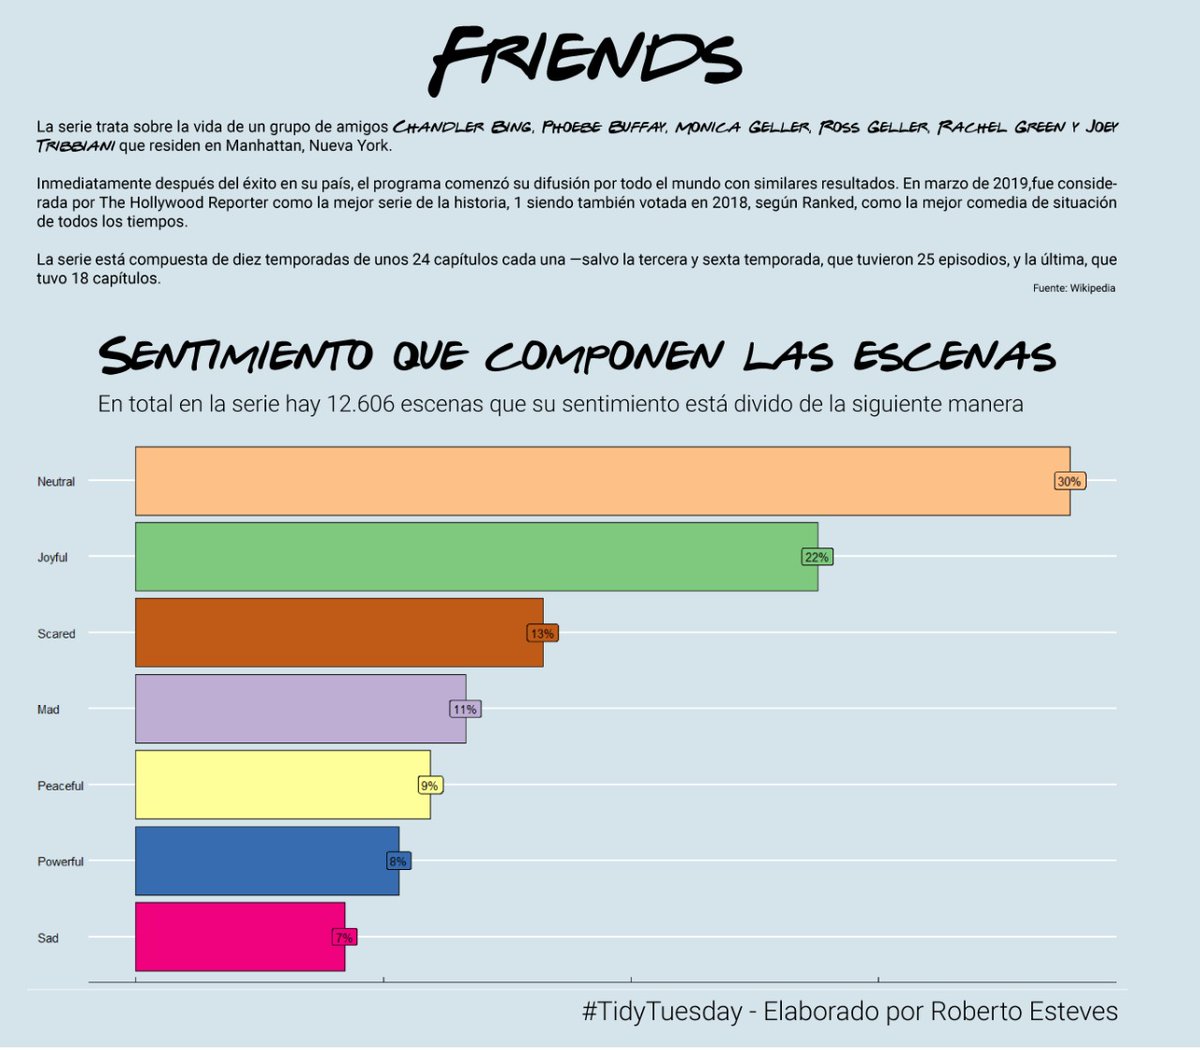 FRIENDS
La serie trata sobre la vida de un grupo de amigos CHANDLER BING, PHOEBE BUFFAY, MONICA GELLER, ROSS GELLER, RACHEL GREEN Y JOEY
TRIBBIANI que residen en Manhattan, Nueva York.
Inmediatamente después del éxito en su país, el programa comenzó su difusión por todo el mundo con similares resultados. En marzo de 2019,fue conside-
rada por The Hollywood Reporter como la mejor serie de la historia, 1 siendo también votada en 2018, según Ranked, como la mejor comedia de situación
de todos los tiempos.
La serie está compuesta de diez temporadas de unos 24 capítulos cada una —salvo la tercera y sexta temporada, que tuvieron 25 episodios, y la última, que
tuvo 18 capítulos.
Fuente: Wikipedia
SENTIMIENTO QUE COMPONEN LAS ESCENAS
En total en la serie hay 12.606 escenas que su sentimiento está divido de la siguiente manera
Neutral 30%
Joyful 22%
Scared 13%
Mad 11%
Peaceful 9%
Powerful 8%
Sad 7%
#TidyTuesday - Elaborado por Roberto Esteves